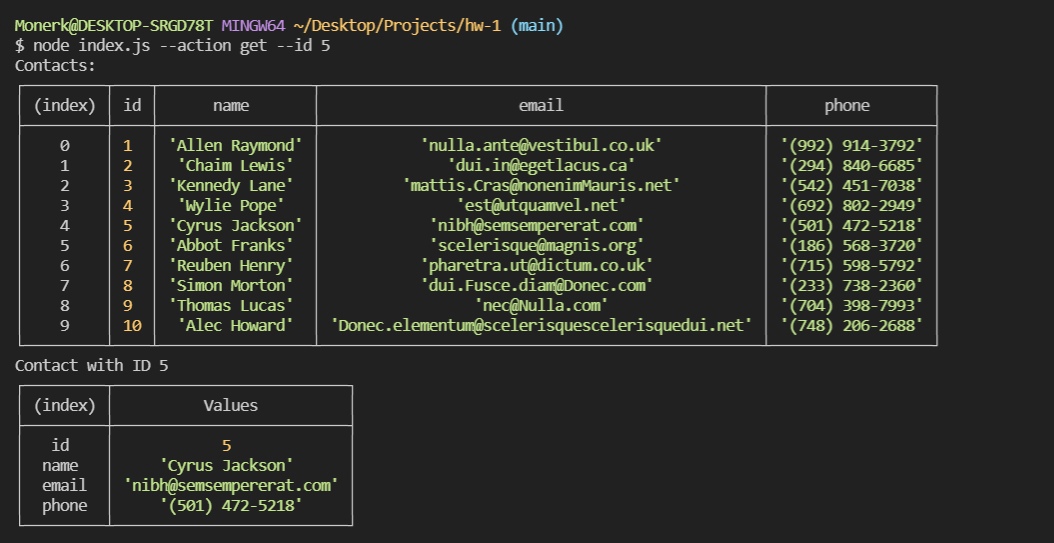 Monerk@DESKTOP-SRGD78T MINGW64 ~/Desktop/Projects/hw-1 (main)
$ node index.js --action get --id 5
Contacts:
(index) id name email phone
0 1 'Allen Raymond' 'nulla.ante@vestibul.co.uk' '(992) 914-3792'
1 2 'Chaim Lewis' 'dui.in@egetlacus.ca' '(294) 840-6685'
2 3 'Kennedy Lane' 'mattis.Cras@nonenimMauris.net' '(542) 451-7038'
3 4 'Wylie Pope' 'est@utquamvel.net' '(692) 802-2949'
4 5 'Cyrus Jackson' 'nibh@semsempererat.com' '(501) 472-5218'
5 6 'Abbot Franks' 'scelerisque@magnis.org' '(186) 568-3720'
6 7 'Reuben Henry' 'pharetra.ut@dictum.co.uk' '(715) 598-5792'
7 8 'Simon Morton' 'dui.Fusce.diam@Donec.com' '(233) 738-2360'
8 9 'Thomas Lucas' 'nec@Nulla.com' '(704) 398-7993'
9 10 'Alec Howard' 'Donec.elementum@scelerisquescelerisquedui.net' '(748) 206-2688'
Contact with ID 5
(index) Values
id 5
name 'Cyrus Jackson'
email 'nibh@semsempererat.com'
phone '(501) 472-5218'